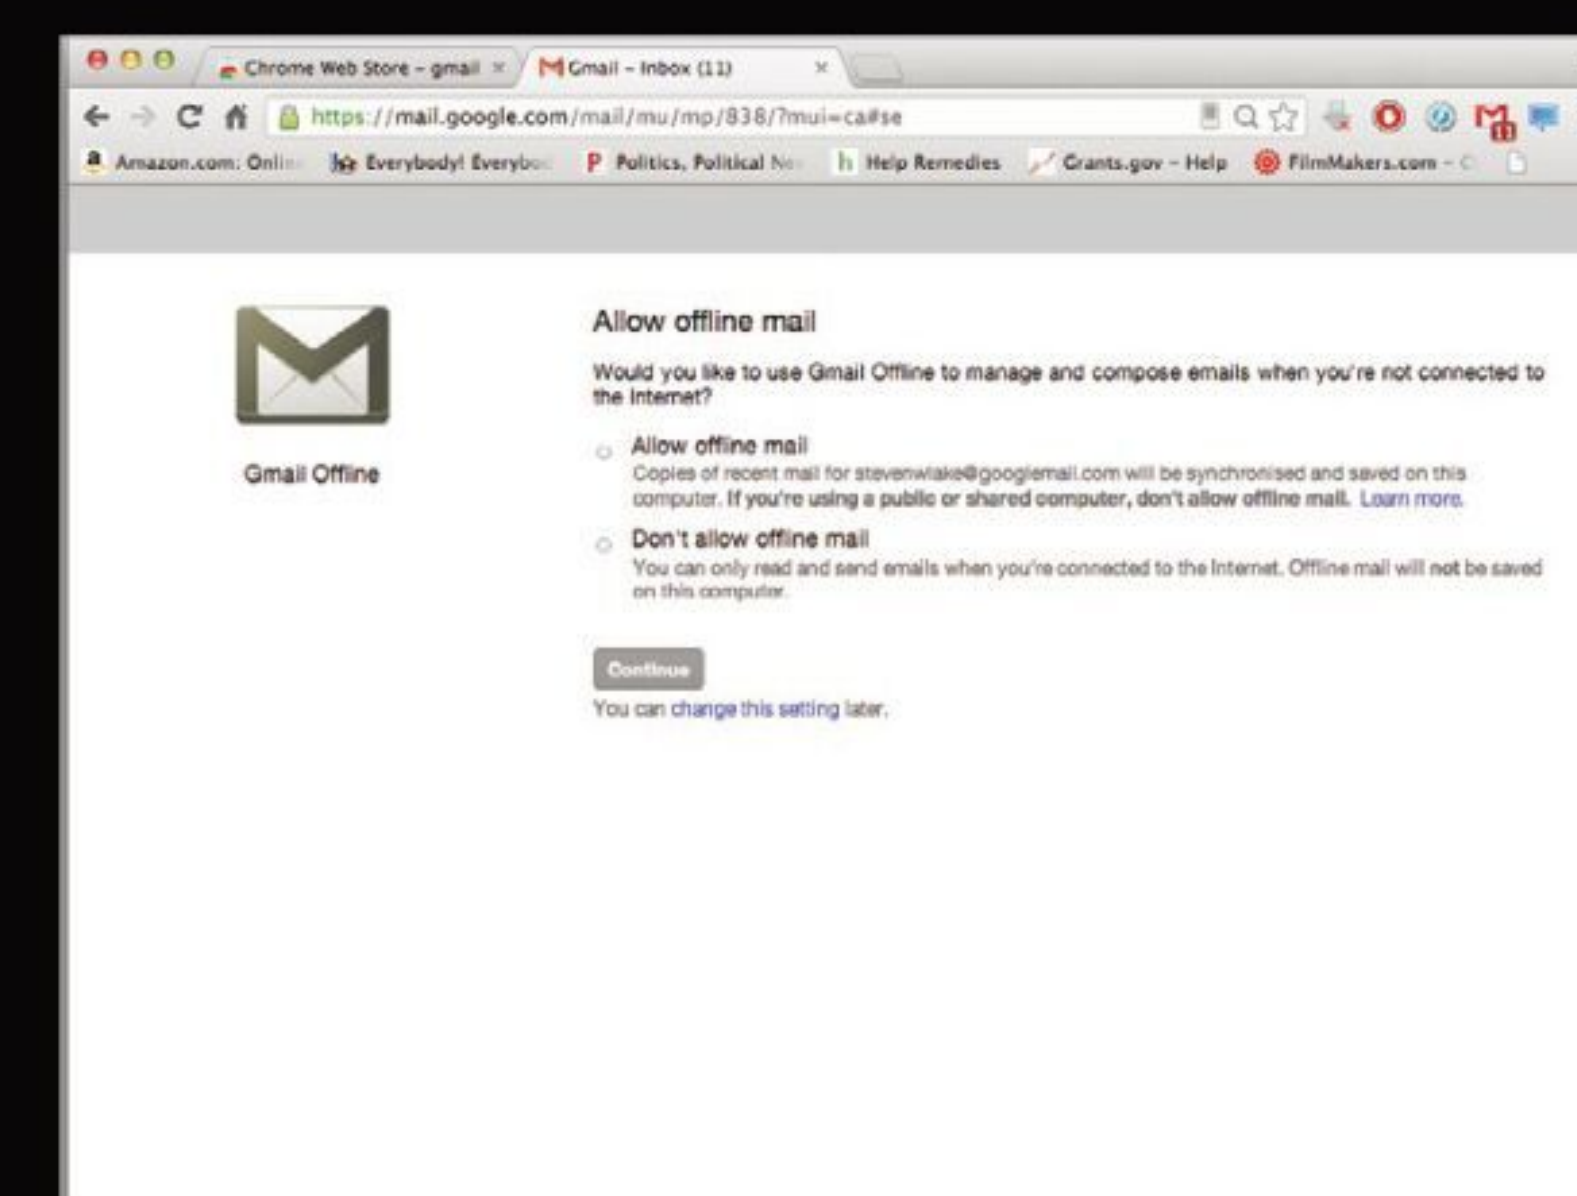 Chrome Web Store – gmail
Gmail – Inbox (11)
https://mail.google.com/mail/mu/mp/838/?mui=ca#se
Amazon.com: Onlin
Everybody! Everybo
Politics, Political Ne
Help Remedies
Grants.gov – Help
FilmMakers.com –
Allow offline mail
Would you like to use Gmail Offline to manage and compose emails when you're not connected to
the Internet?
Allow offline mail
Copies of recent mail for stevenwlake@googlemail.com will be synchronised and saved on this
computer. If you're using a public or shared computer, don't allow offline mail. Learn more.
Gmail Offline
Don't allow offline mail
You can only read and send emails when you're connected to the Internet. Offline mail will not be saved
on this computer.
Continue
You can change this setting later.